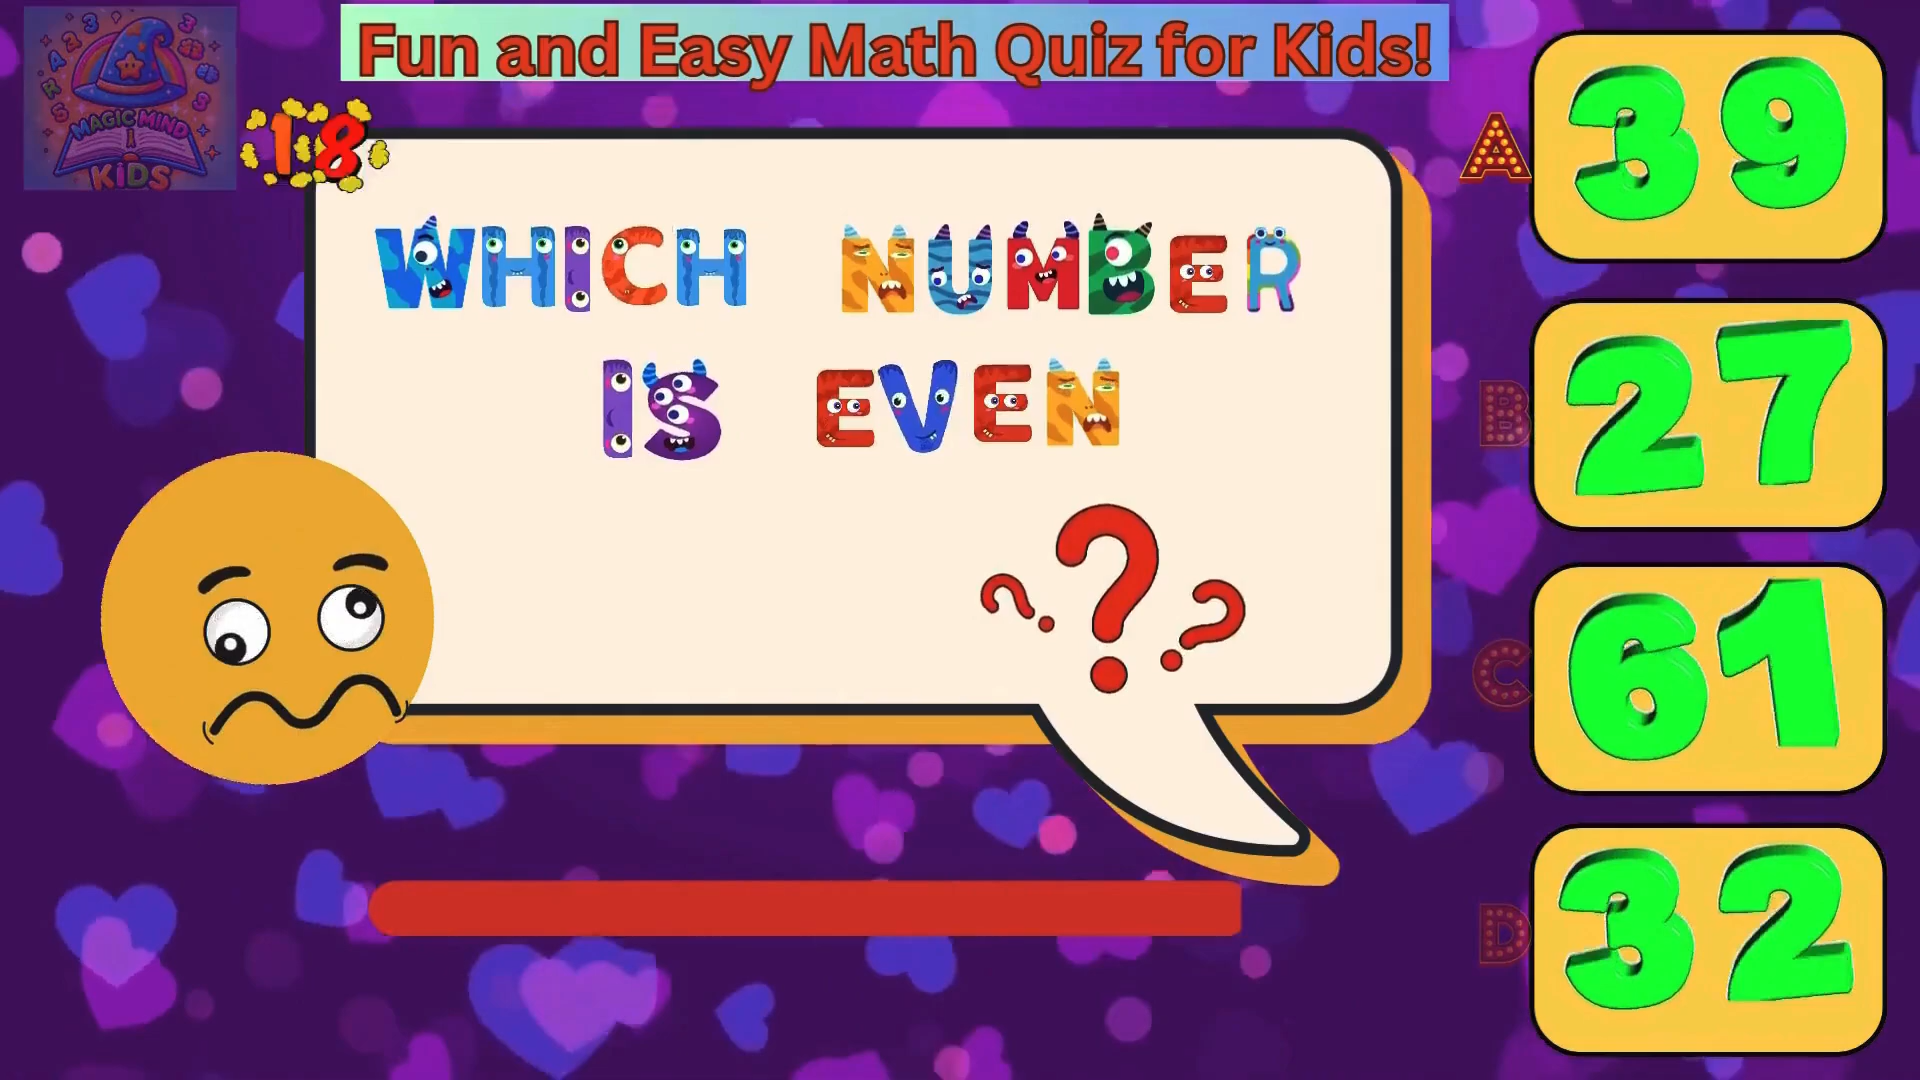 Fun and Easy Math Quiz for Kids!
MAGIC MIND
KiDS
18
WHICH NUMBER
IS EVEN
???
A 39
B 27
C 61
D 32